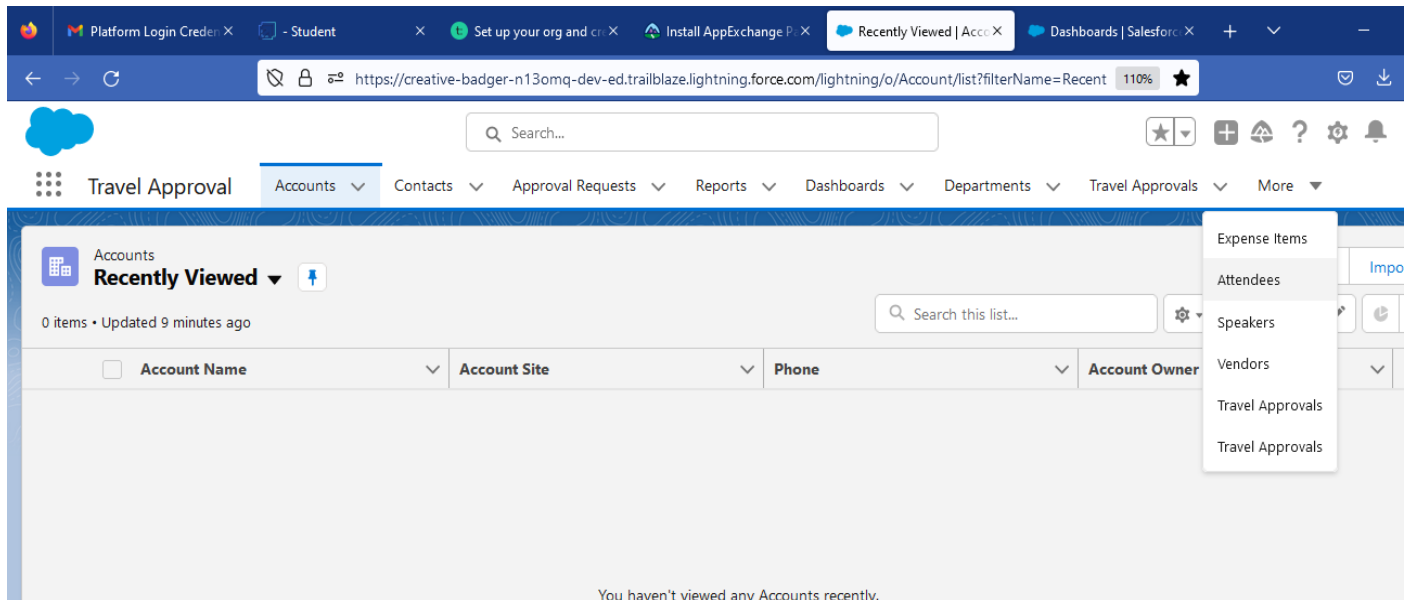 Platform Login Creden
- Student
Set up your org and cre
Install AppExchange Pa
Recently Viewed | Acco
Dashboards | Salesforce
https://creative-badger-n13omq-dev-ed.trailblaze.lightning.force.com/lightning/o/Account/list?filterName=Recent
110%
Search...
Travel Approval
Accounts
Contacts
Approval Requests
Reports
Dashboards
Departments
Travel Approvals
More
Expense Items
Attendees
Speakers
Vendors
Travel Approvals
Travel Approvals
Accounts
Recently Viewed
Impo
0 items • Updated 9 minutes ago
Search this list...
Account Name
Account Site
Phone
Account Owner
You haven't viewed any Accounts recently.